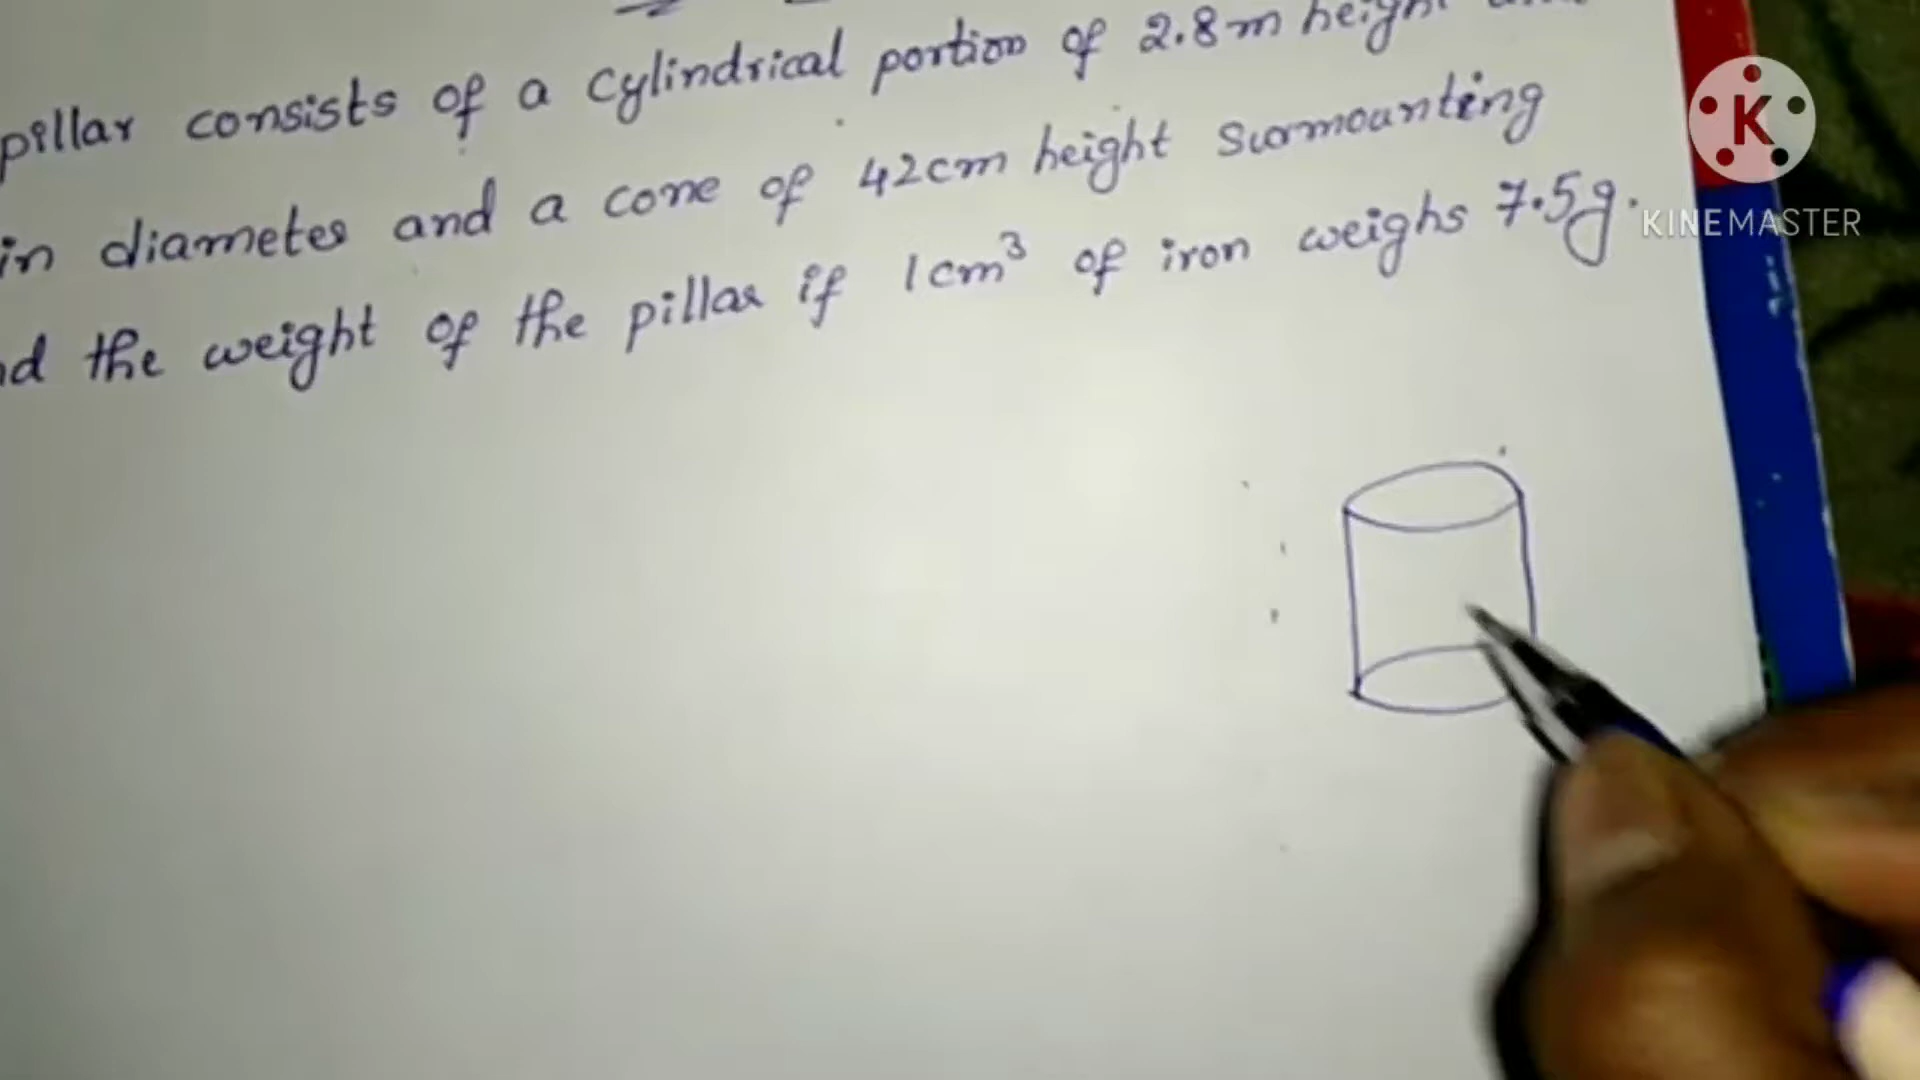 pillar consists of a cylindrical portion of 2.8m height
in diameter and a cone of 42cm height surmounting
the weight of the pillar if 1cm³ of iron weighs 7.5g.
K
KINEMASTER